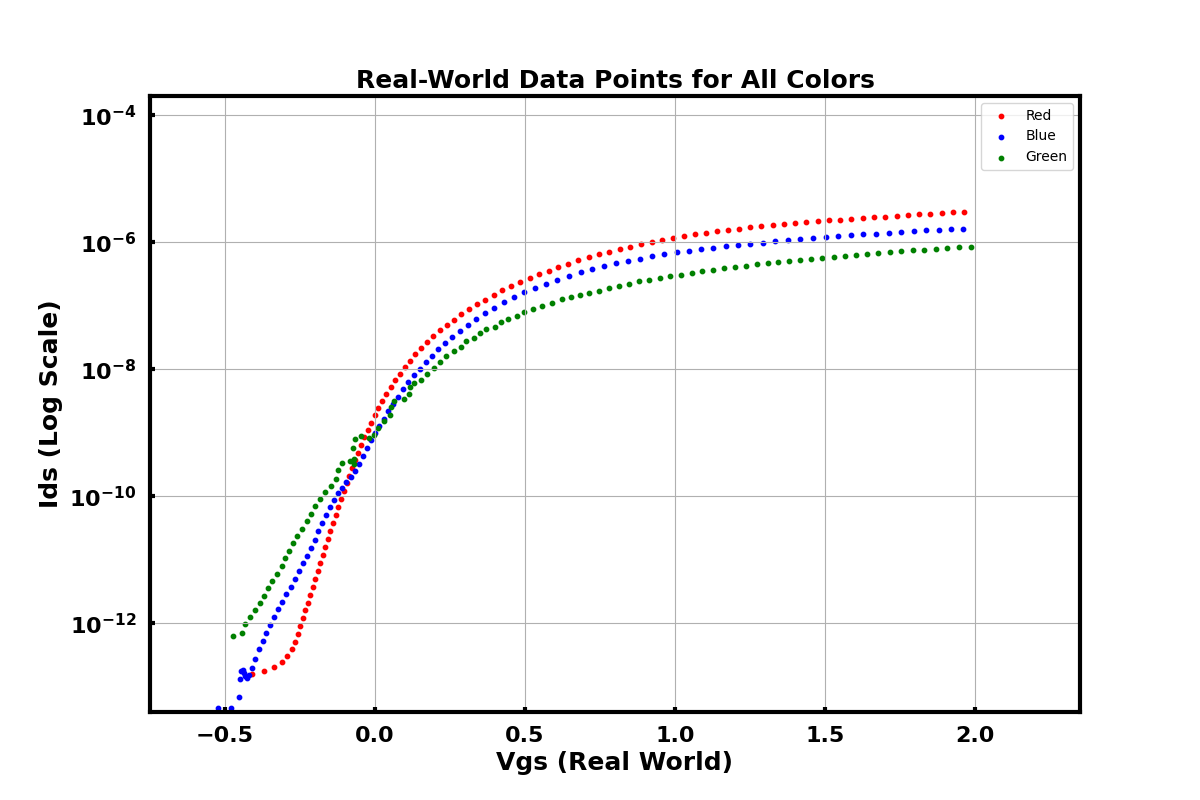 Real-World Data Points for All Colors
Red
Blue
Green
Ids (Log Scale)
10⁻⁴
10⁻⁶
10⁻⁸
10⁻¹⁰
10⁻¹²
−0.5 0.0 0.5 1.0 1.5 2.0
Vgs (Real World)